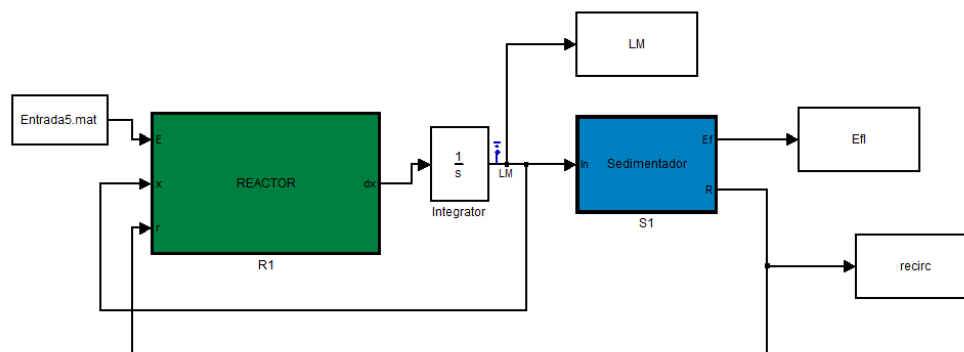 LM
Entrada5.mat
E
x
r
REACTOR
dx
R1
1
s
Integrator
LM
In
Sedimentador
Ef
R
S1
Efl
recirc